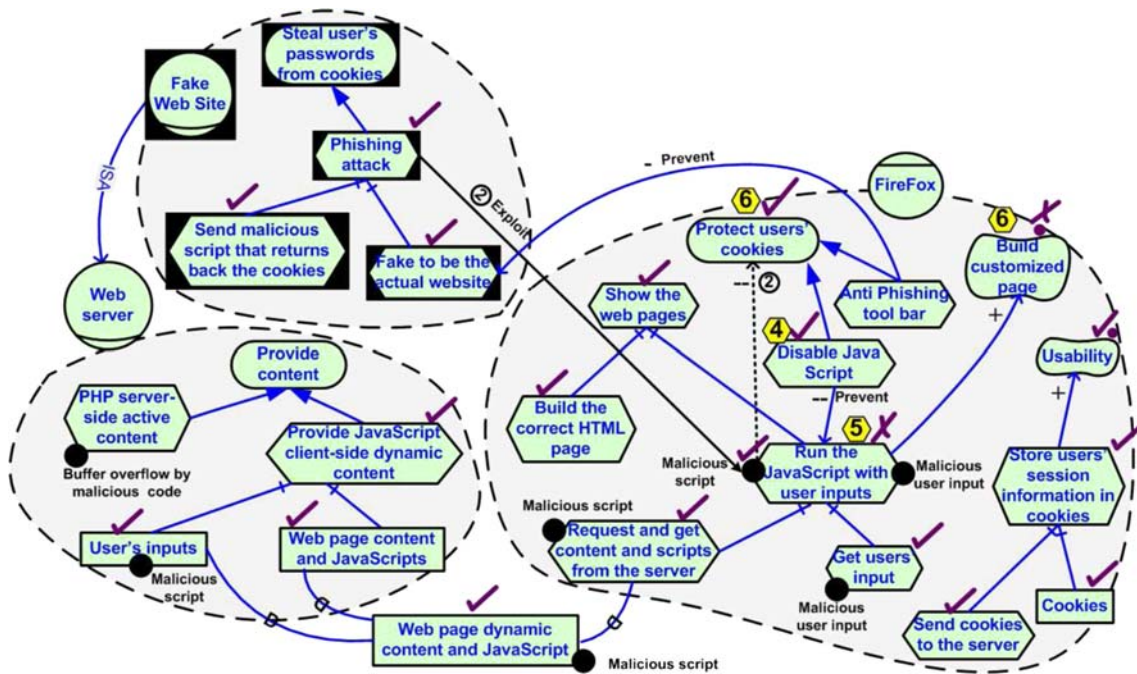 Steal user's
passwords
from cookies
Fake
Web Site
Phishing
attack
ISA
- Prevent
② Exploit
FireFox
Send malicious
script that returns
back the cookies
Fake to be the
actual website
6
Protect users'
cookies
6
Build
customized
page
Web
server
Show the
web pages
--
②
Anti Phishing
tool bar
+
4
Disable Java
Script
Usability
Provide
content
PHP server-
side active
content
Build the
correct HTML
page
-- Prevent
+
5
Provide JavaScript
client-side dynamic
content
Buffer overflow by
malicious code
Malicious
script
Run the
JavaScript with
user inputs
Malicious
user input
Store users'
session
information in
cookies
Malicious script
User's inputs
Malicious
script
Web page content
and JavaScripts
Request and get
content and scripts
from the server
Get users'
input
Malicious
user input
Cookies
Send cookies
to the server
Web page dynamic
content and JavaScript
Malicious script